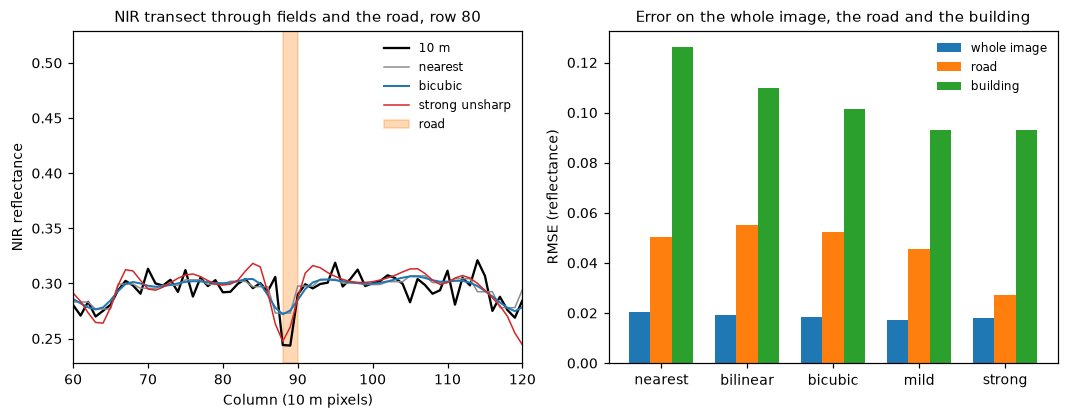 NIR transect through fields and the road, row 80
NIR reflectance
0.50
0.45
0.40
0.35
0.30
0.25
10 m
nearest
bicubic
strong unsharp
road
60 70 80 90 100 110 120
Column (10 m pixels)
Error on the whole image, the road and the building
RMSE (reflectance)
0.12
0.10
0.08
0.06
0.04
0.02
0.00
whole image
road
building
nearest bilinear bicubic mild strong